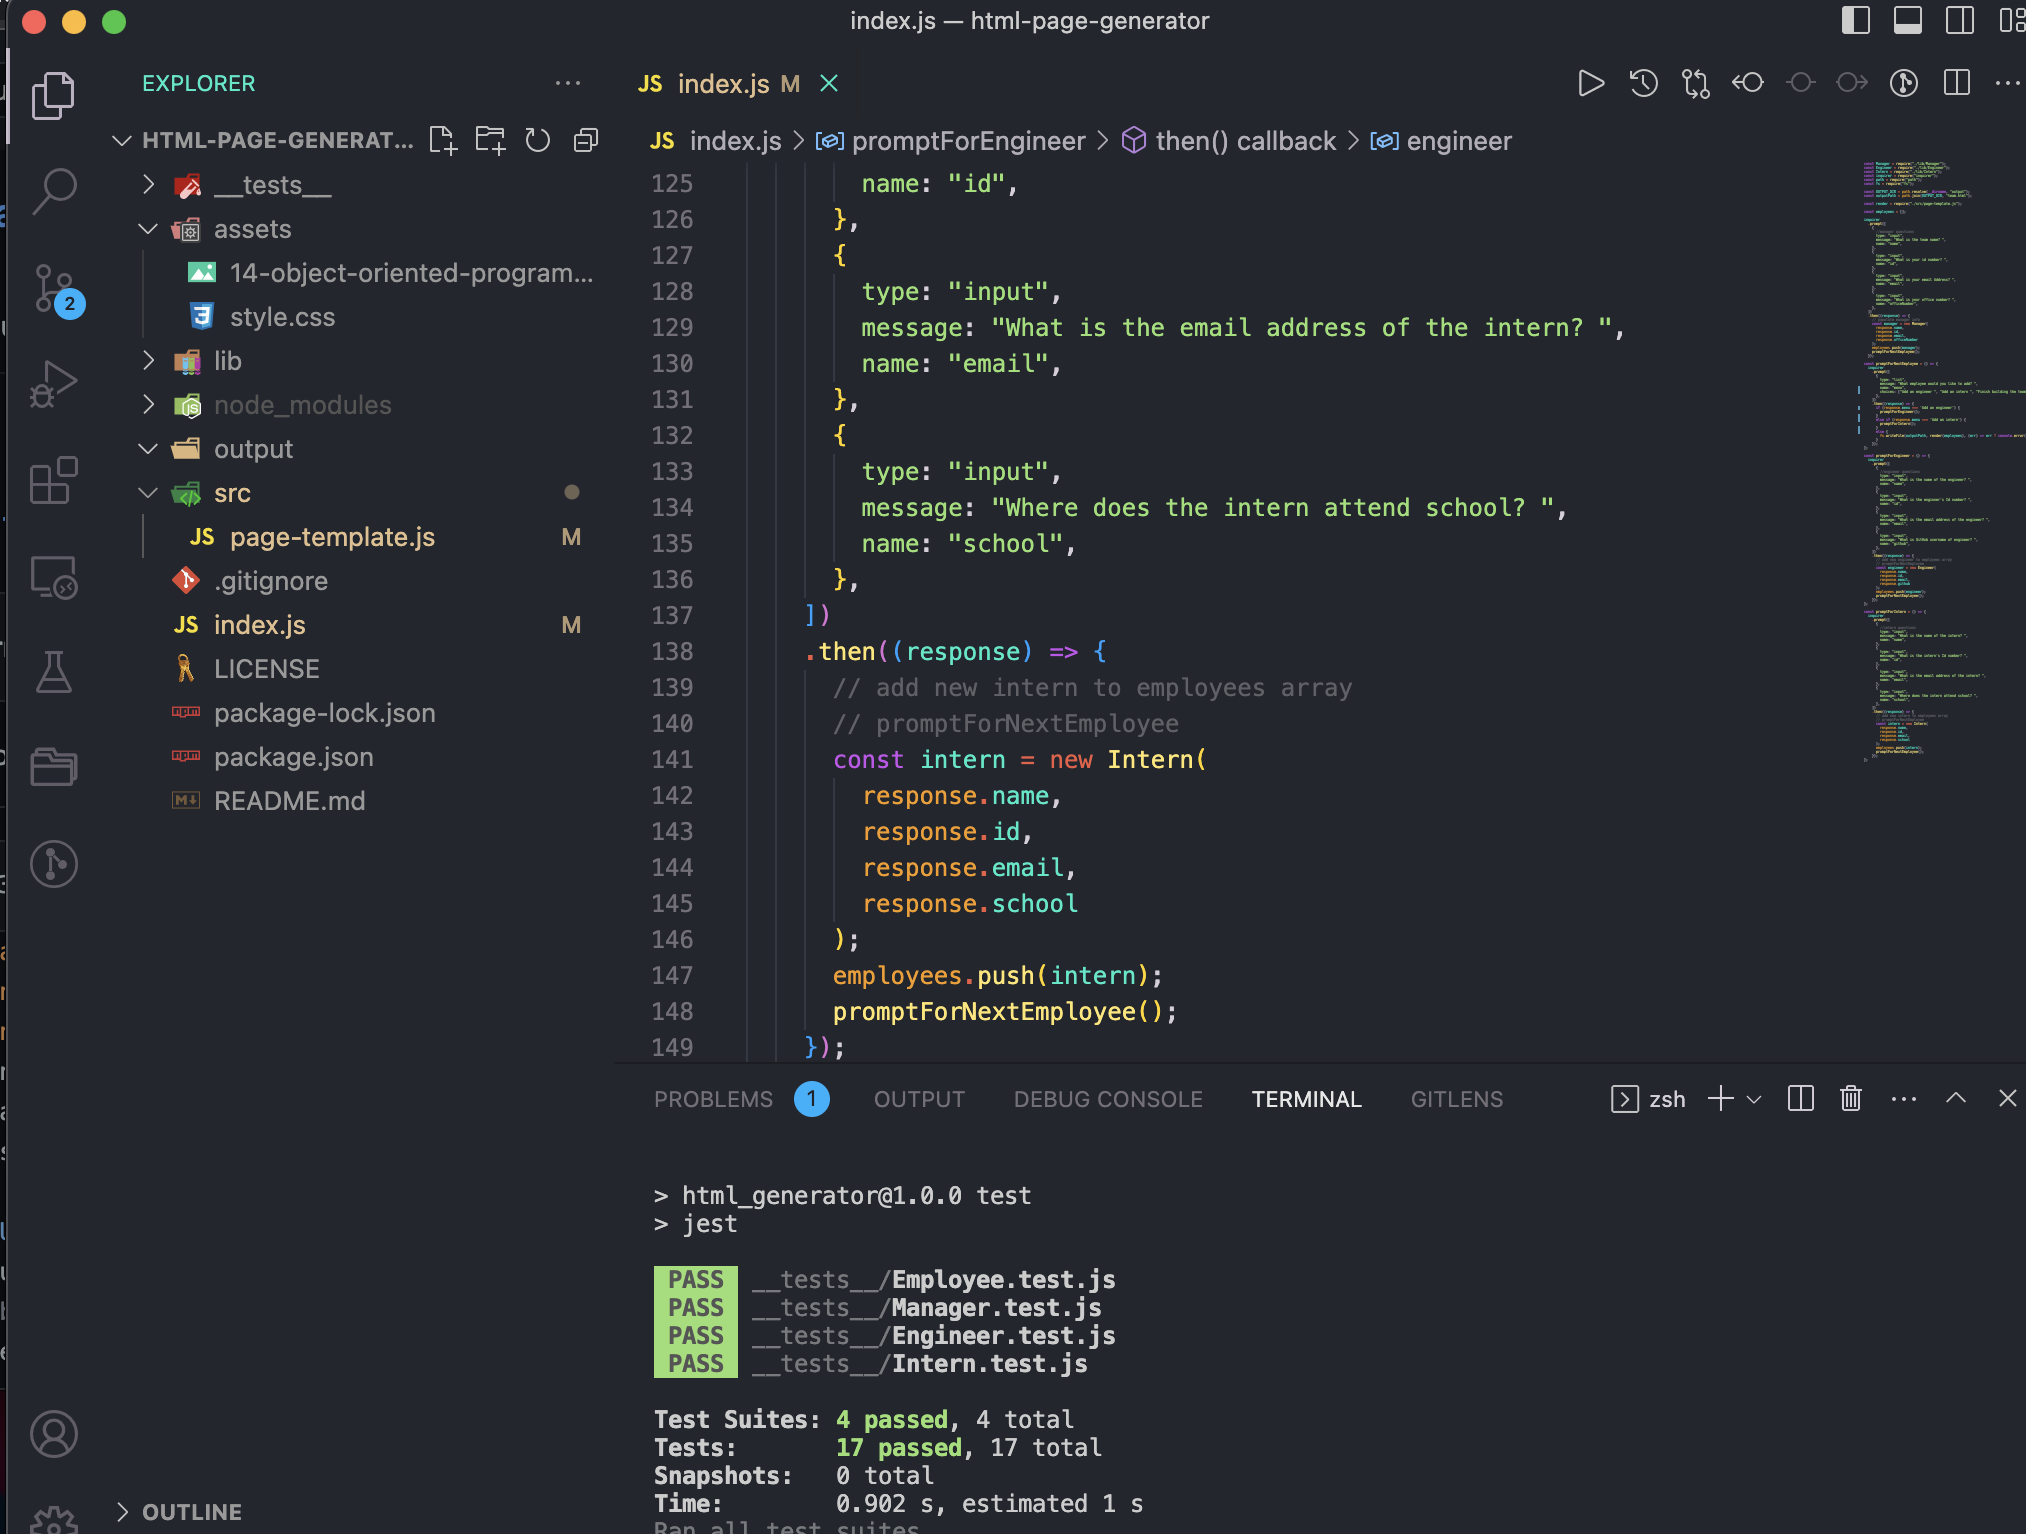 index.js — html-page-generator
EXPLORER
HTML-PAGE-GENERAT...
__tests__
assets
14-object-oriented-program...
style.css
lib
node_modules
output
src
JS page-template.js M
.gitignore
JS index.js M
LICENSE
package-lock.json
package.json
README.md
OUTLINE
2
JS index.js M
JS index.js > promptForEngineer > then() callback > engineer
125 name: "id",
126 },
127 {
128 type: "input",
129 message: "What is the email address of the intern? ",
130 name: "email",
131 },
132 {
133 type: "input",
134 message: "Where does the intern attend school? ",
135 name: "school",
136 },
137 ])
138 .then((response) => {
139 // add new intern to employees array
140 // promptForNextEmployee
141 const intern = new Intern(
142 response.name,
143 response.id,
144 response.email,
145 response.school
146 );
147 employees.push(intern);
148 promptForNextEmployee();
149 });
PROBLEMS 1 OUTPUT DEBUG CONSOLE TERMINAL GITLENS zsh
> html_generator@1.0.0 test
> jest
PASS __tests__/Employee.test.js
PASS __tests__/Manager.test.js
PASS __tests__/Engineer.test.js
PASS __tests__/Intern.test.js
Test Suites: 4 passed, 4 total
Tests: 17 passed, 17 total
Snapshots: 0 total
Time: 0.902 s, estimated 1 s
Ran all test suites.